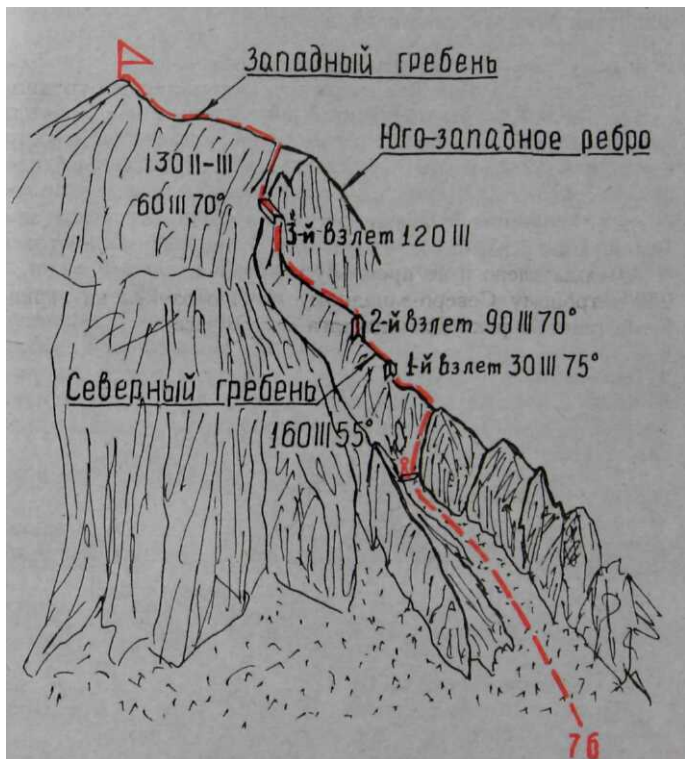 Западный гребень
Юго-западное ребро
130 II-III
60 III 70°
3-й взлет 120 III
2-й взлет 90 III 70°
1-й взлет 30 III 75°
Северный гребень
160 III 55°
R
7б